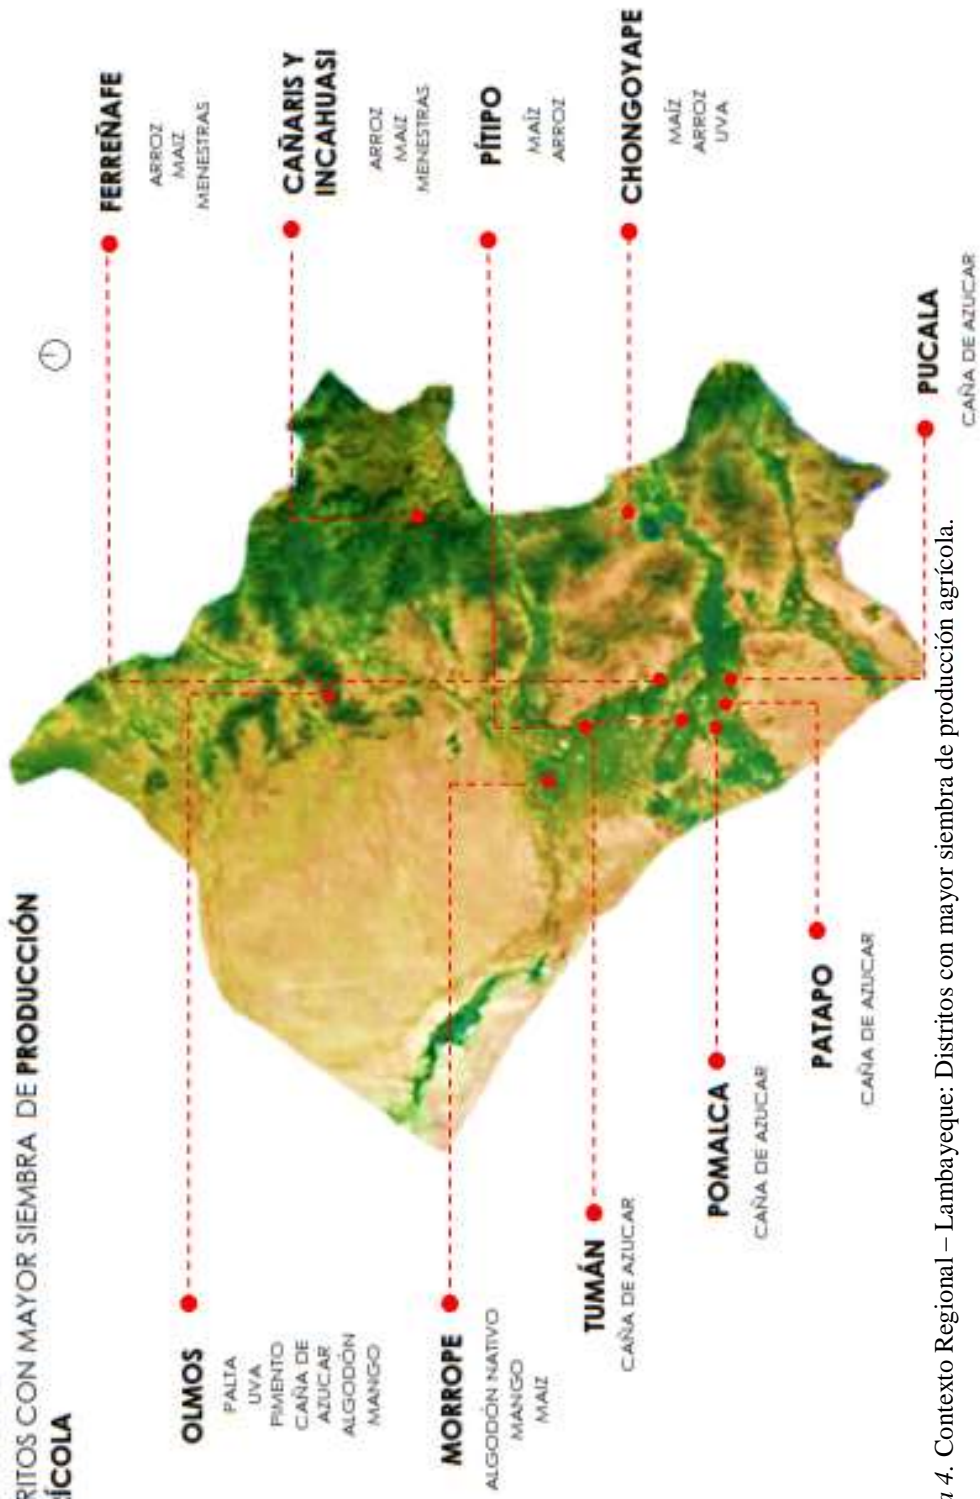 RITOS CON MAYOR SIEMBRA DE PRODUCCIÓN
ÍCOLA
OLMOS
PALTA
UVA
PIMENTO
CAÑA DE
AZUCAR
ALGODÓN
MANGO
MORROPE
ALGODÓN NATIVO
MANGO
MAIZ
TUMÁN
CAÑA DE AZUCAR
POMALCA
CAÑA DE AZUCAR
PATAPO
CAÑA DE AZUCAR
FERREÑAFE
ARROZ
MAIZ
MENESTRAS
CAÑARIS Y
INCAHUASI
ARROZ
MAIZ
MENESTRAS
PÍTIPO
MAÍZ
ARROZ
CHONGOYAPE
MAÍZ
ARROZ
UVA
PUCALA
CAÑA DE AZUCAR
a 4. Contexto Regional – Lambayeque: Distritos con mayor siembra de producción agrícola.